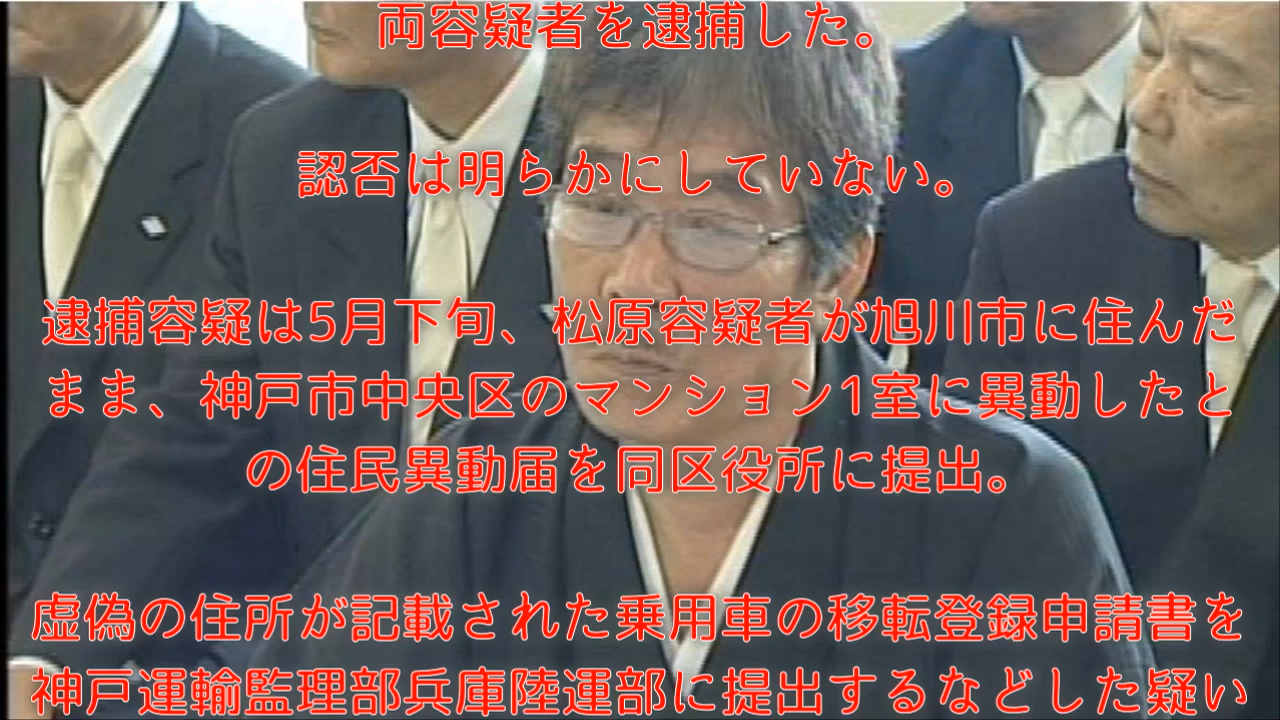 両容疑者を逮捕した。
認否は明らかにしていない。
逮捕容疑は5月下旬、松原容疑者が旭川市に住んだ
まま、神戸市中央区のマンション1室に異動したと
の住民異動届を同区役所に提出。
虚偽の住所が記載された乗用車の移転登録申請書を
神戸運輸監理部兵庫陸運部に提出するなどした疑い